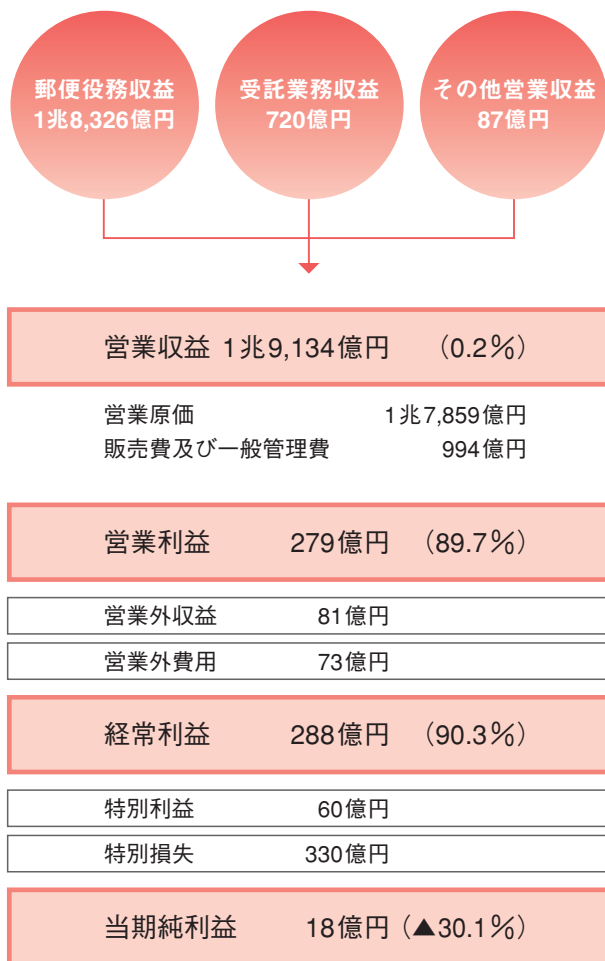 郵便役務収益
1兆8,326億円
受託業務収益
720億円
その他営業収益
87億円
営業収益 1兆9,134億円 （0.2％）
営業原価 1兆7,859億円
販売費及び一般管理費 994億円
営業利益 279億円 （89.7％）
営業外収益 81億円
営業外費用 73億円
経常利益 288億円 （90.3％）
特別利益 60億円
特別損失 330億円
当期純利益 18億円（▲30.1％）